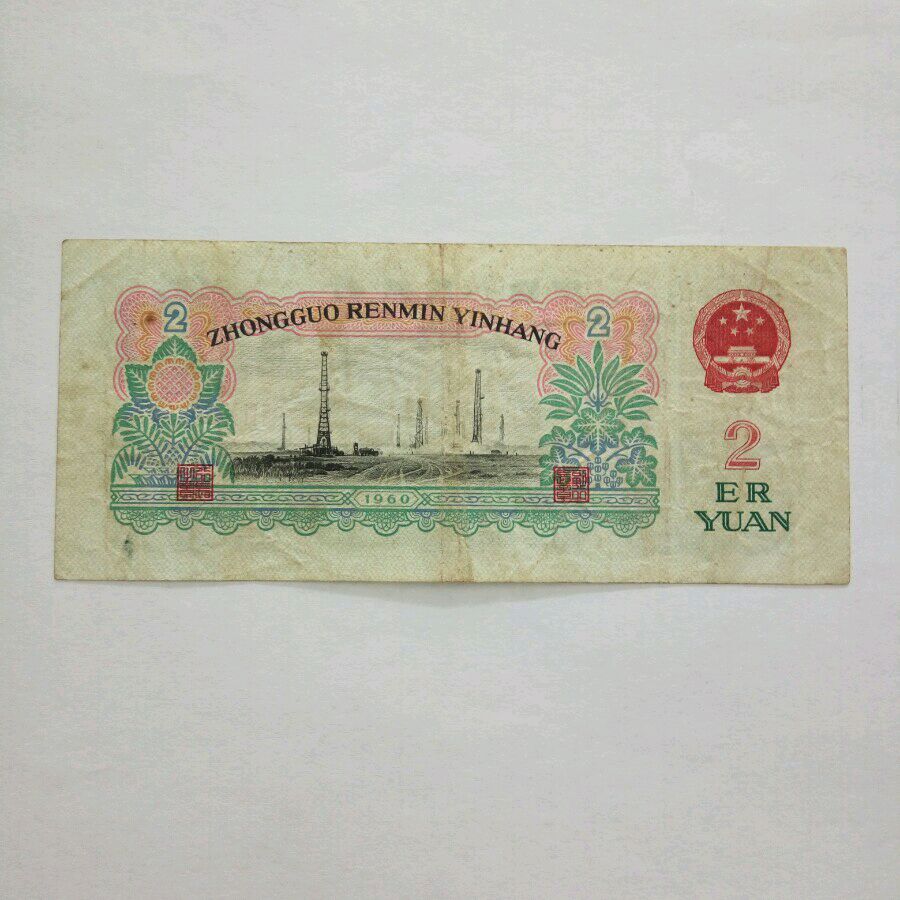 2 ZHONGGUO RENMIN YINHANG 2
1960
2
ER
YUAN